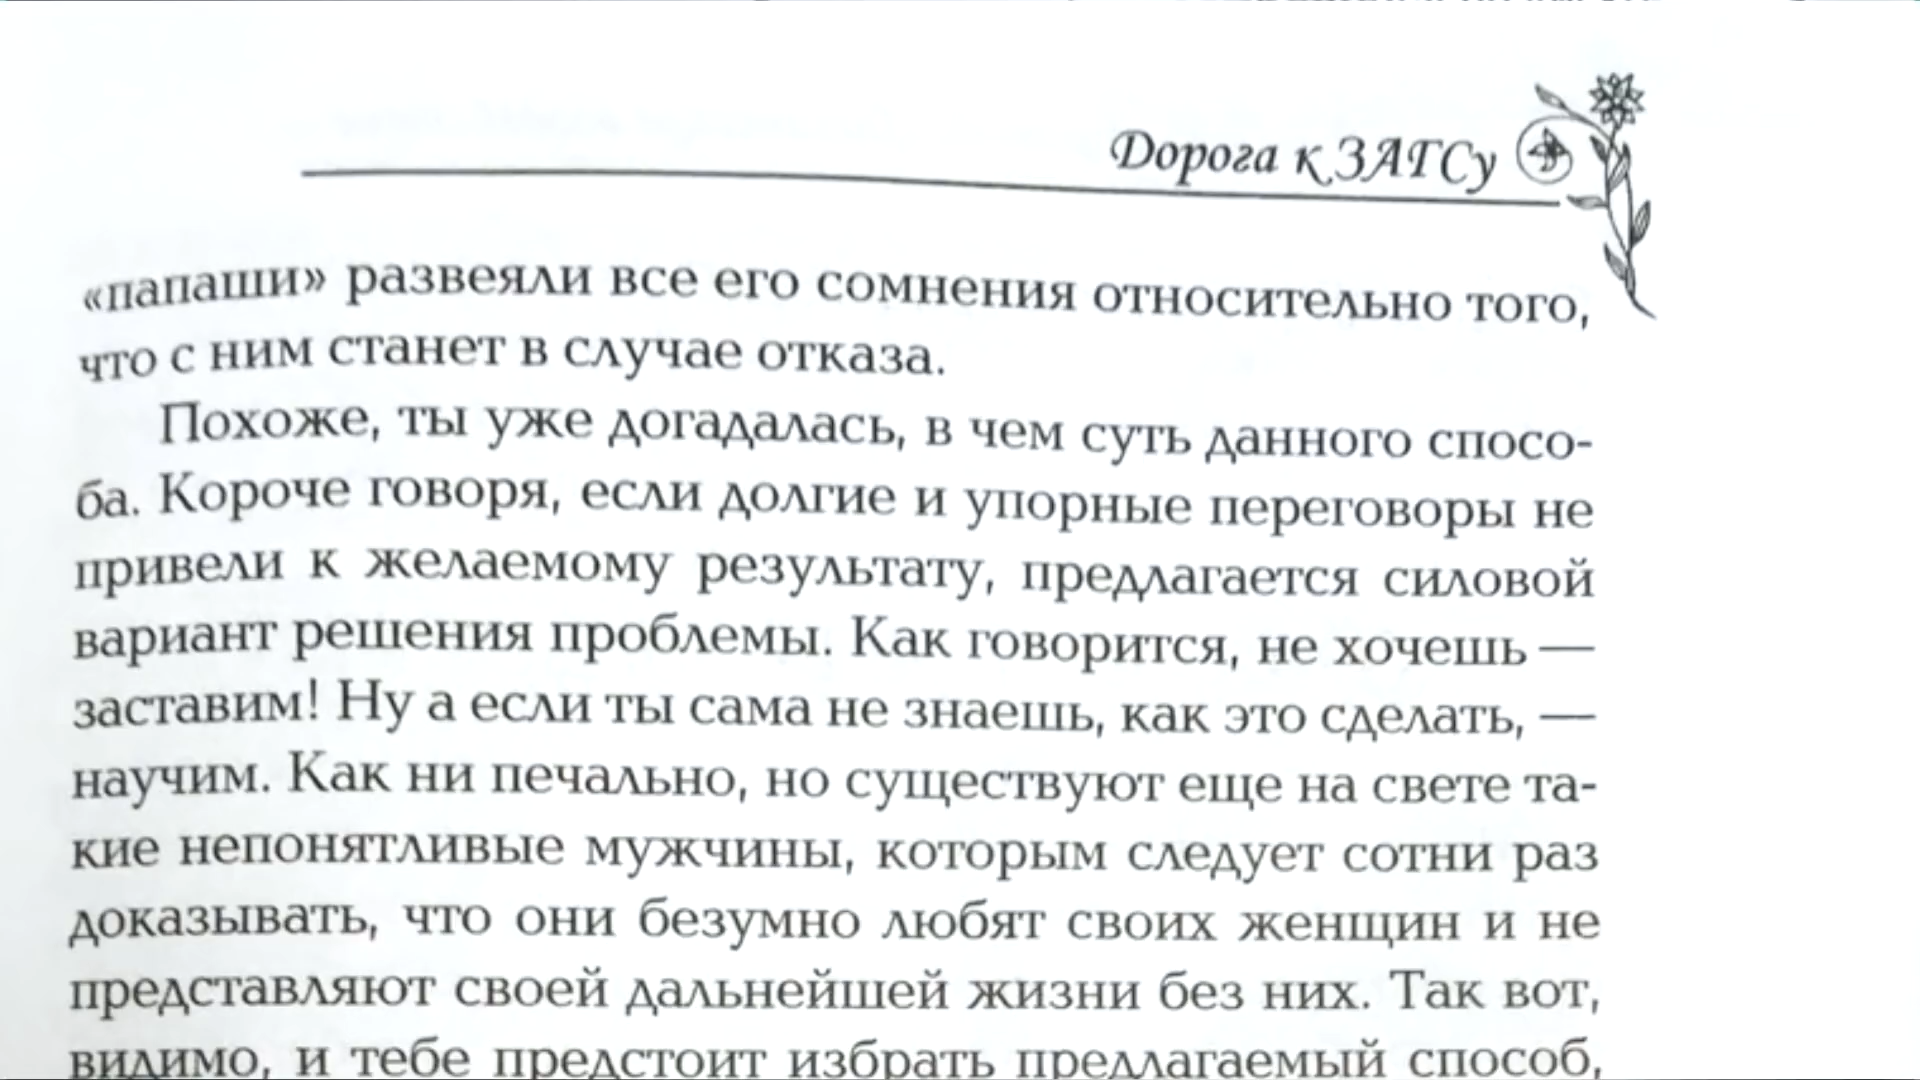 Дорога к ЗАГСу
«папаши» развеяли все его сомнения относительно того,
что с ним станет в случае отказа.
Похоже, ты уже догадалась, в чем суть данного спосо-
ба. Короче говоря, если долгие и упорные переговоры не
привели к желаемому результату, предлагается силовой
вариант решения проблемы. Как говорится, не хочешь —
заставим! Ну а если ты сама не знаешь, как это сделать, —
научим. Как ни печально, но существуют еще на свете та-
кие непонятливые мужчины, которым следует сотни раз
доказывать, что они безумно любят своих женщин и не
представляют своей дальнейшей жизни без них. Так вот,
видимо, и тебе предстоит избрать предлагаемый способ,